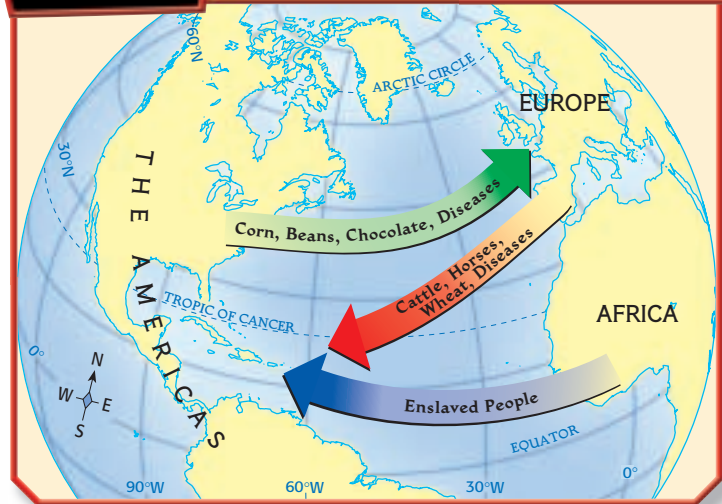 60°N
ARCTIC CIRCLE
EUROPE
30°N
THE AMERICAS
Corn, Beans, Chocolate, Diseases
Cattle, Horses,
Wheat, Diseases
TROPIC OF CANCER
AFRICA
0°
N
W E
S
Enslaved People
EQUATOR
90°W
60°W
30°W
0°